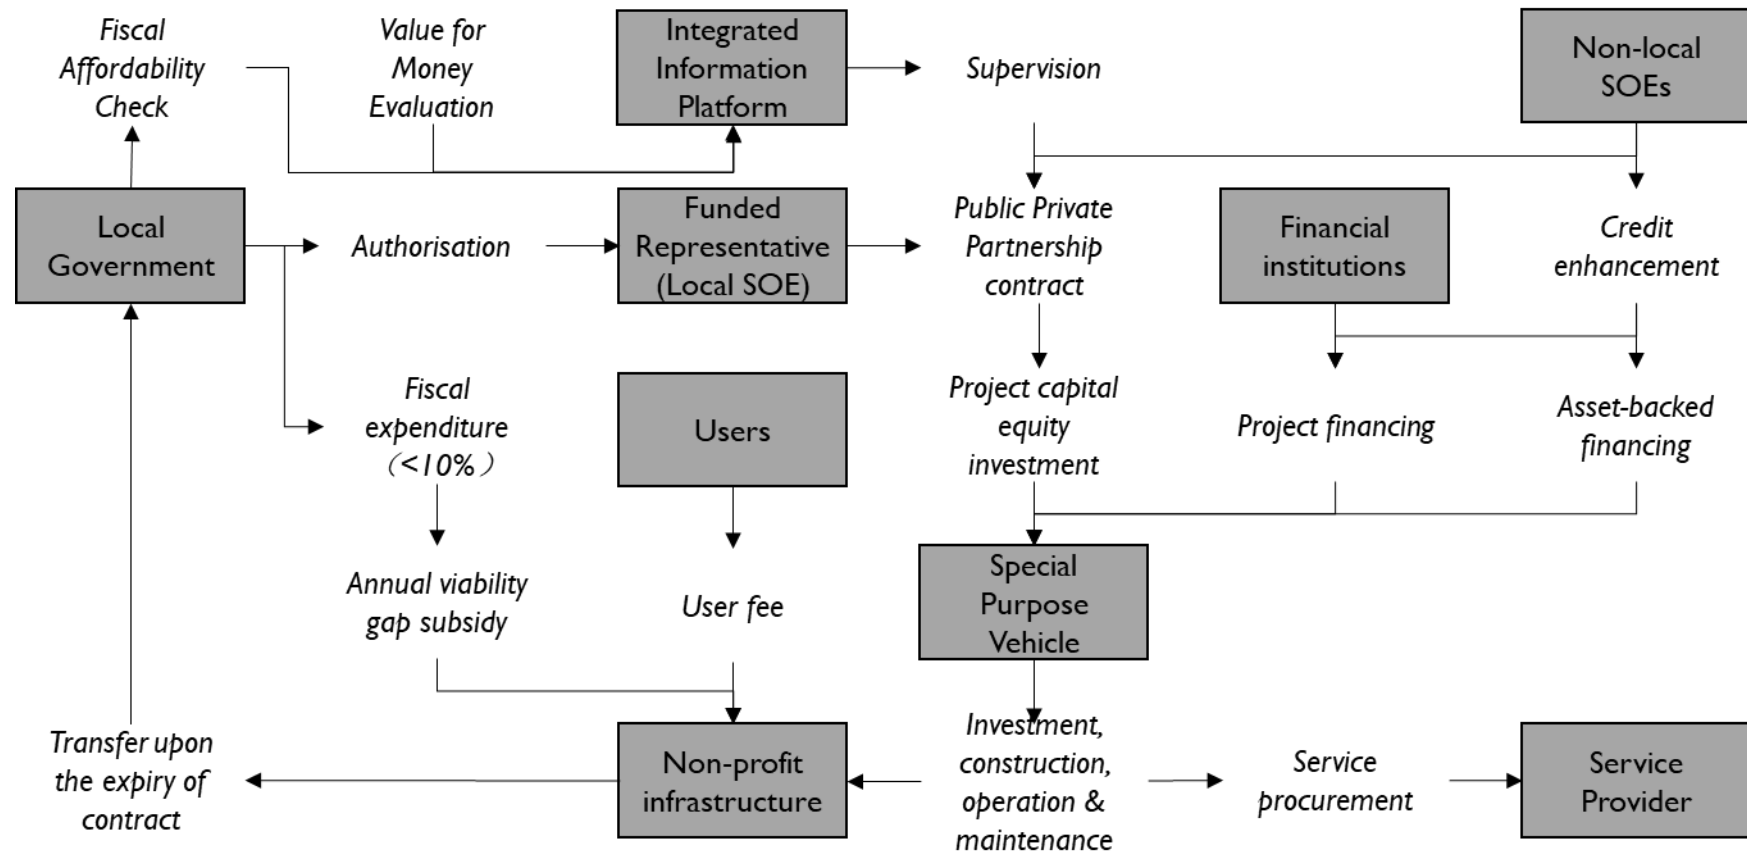 Fiscal
Affordability
Check
Value for
Money
Evaluation
Integrated
Information
Platform
Supervision
Non-local
SOEs
Local
Government
Authorisation
Funded
Representative
(Local SOE)
Public Private
Partnership
contract
Financial
institutions
Credit
enhancement
Fiscal
expenditure
（<10%）
Users
Project capital
equity
investment
Project financing
Asset-backed
financing
Annual viability
gap subsidy
User fee
Special
Purpose
Vehicle
Transfer upon
the expiry of
contract
Non-profit
infrastructure
Investment,
construction,
operation &
maintenance
Service
procurement
Service
Provider